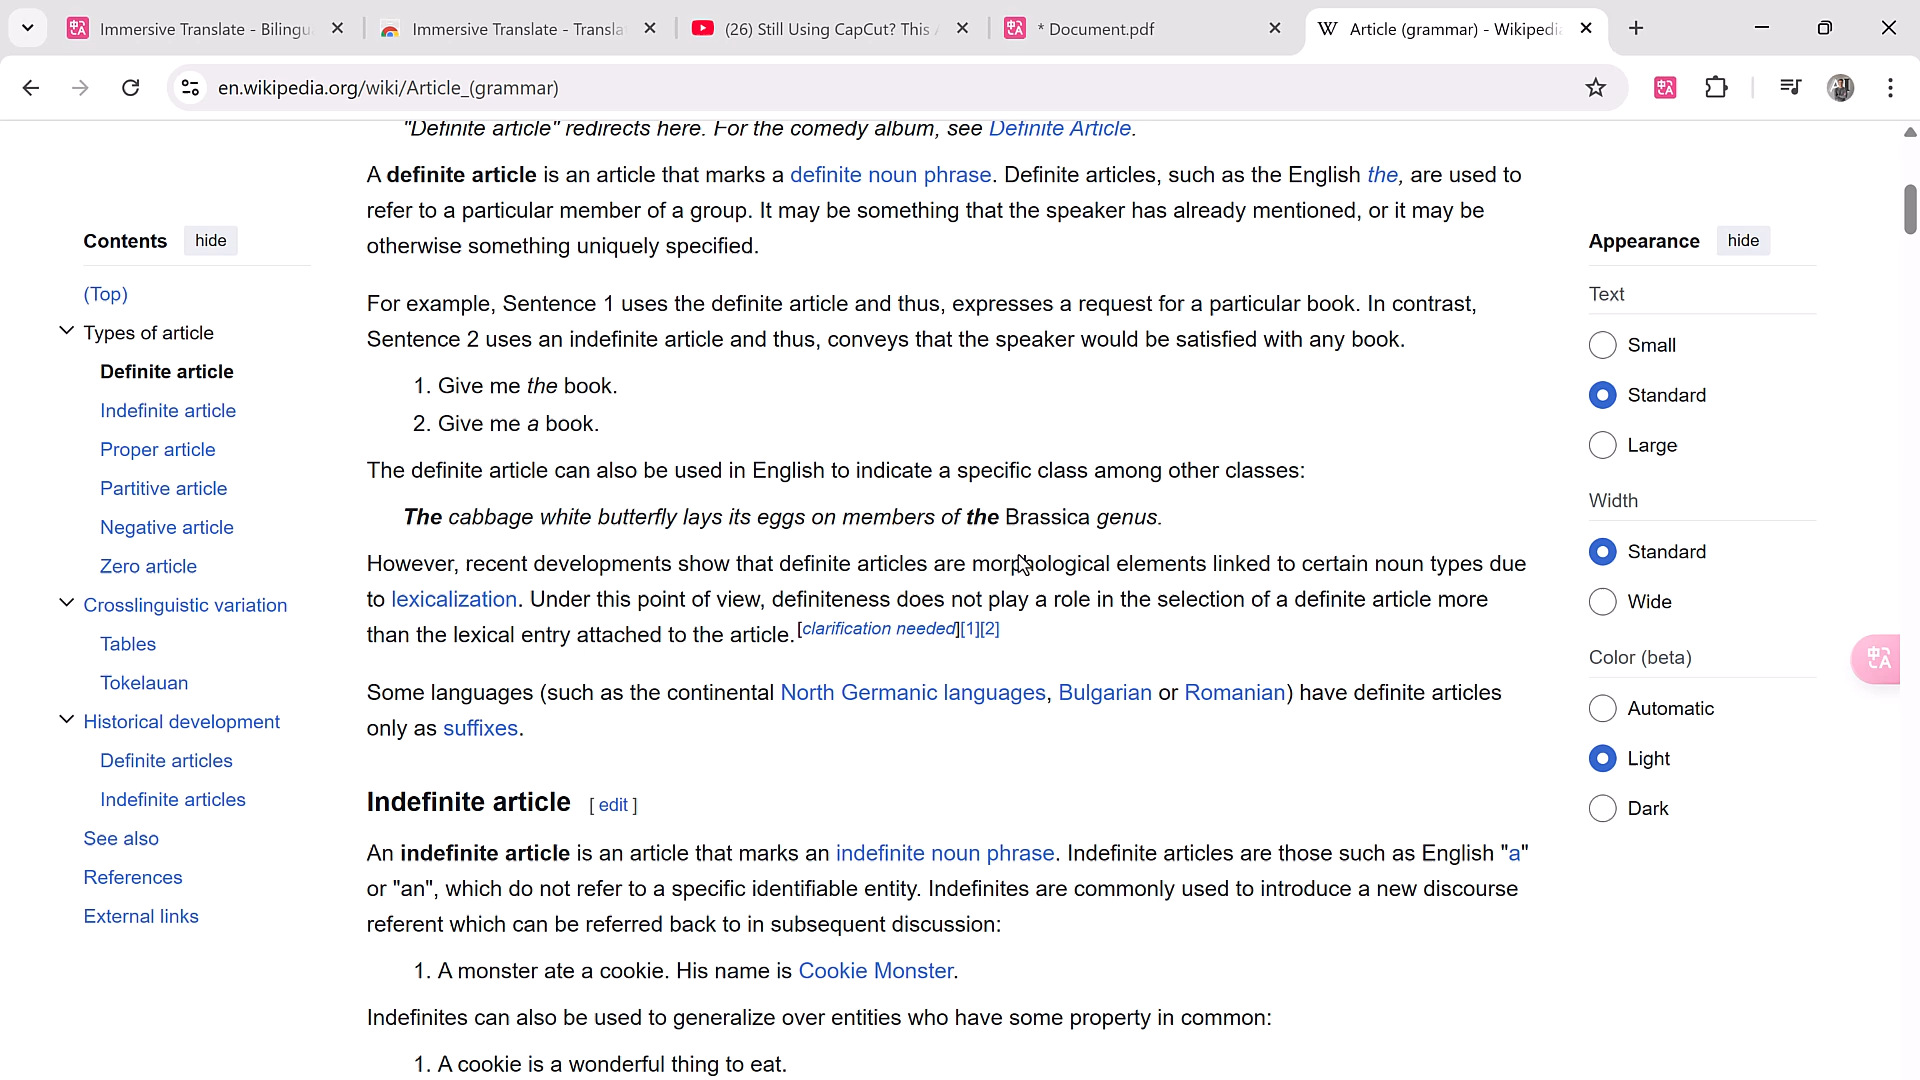 Immersive Translate - Bilingu
Immersive Translate - Transla
(26) Still Using CapCut? This
* Document.pdf
Article (grammar) - Wikipedi
en.wikipedia.org/wiki/Article_(grammar)
"Definite article" redirects here. For the comedy album, see Definite Article.
A definite article is an article that marks a definite noun phrase. Definite articles, such as the English the, are used to
refer to a particular member of a group. It may be something that the speaker has already mentioned, or it may be
otherwise something uniquely specified.
For example, Sentence 1 uses the definite article and thus, expresses a request for a particular book. In contrast,
Sentence 2 uses an indefinite article and thus, conveys that the speaker would be satisfied with any book.
1. Give me the book.
2. Give me a book.
The definite article can also be used in English to indicate a specific class among other classes:
The cabbage white butterfly lays its eggs on members of the Brassica genus.
However, recent developments show that definite articles are morphological elements linked to certain noun types due
to lexicalization. Under this point of view, definiteness does not play a role in the selection of a definite article more
than the lexical entry attached to the article.[clarification needed][1][2]
Some languages (such as the continental North Germanic languages, Bulgarian or Romanian) have definite articles
only as suffixes.
Indefinite article [ edit ]
An indefinite article is an article that marks an indefinite noun phrase. Indefinite articles are those such as English "a"
or "an", which do not refer to a specific identifiable entity. Indefinites are commonly used to introduce a new discourse
referent which can be referred back to in subsequent discussion:
1. A monster ate a cookie. His name is Cookie Monster.
Indefinites can also be used to generalize over entities who have some property in common:
1. A cookie is a wonderful thing to eat.
Contents hide
(Top)
Types of article
Definite article
Indefinite article
Proper article
Partitive article
Negative article
Zero article
Crosslinguistic variation
Tables
Tokelauan
Historical development
Definite articles
Indefinite articles
See also
References
External links
Appearance hide
Text
Small
Standard
Large
Width
Standard
Wide
Color (beta)
Automatic
Light
Dark